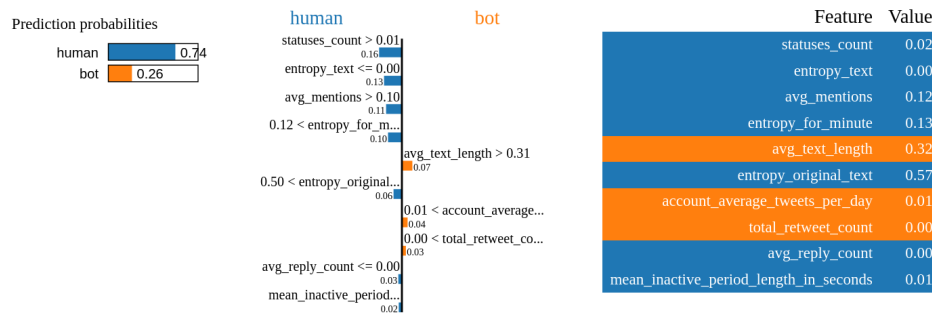 Prediction probabilities
human 0.74
bot 0.26
human bot
statuses_count > 0.01
0.16
entropy_text <= 0.00
0.13
avg_mentions > 0.10
0.11
0.12 < entropy_for_m...
0.10
avg_text_length > 0.31
0.07
0.50 < entropy_original...
0.06
0.01 < account_average...
0.04
0.00 < total_retweet_co...
0.03
avg_reply_count <= 0.00
0.03
mean_inactive_period...
0.02
Feature Value
statuses_count 0.02
entropy_text 0.00
avg_mentions 0.12
entropy_for_minute 0.13
avg_text_length 0.32
entropy_original_text 0.57
account_average_tweets_per_day 0.01
total_retweet_count 0.00
avg_reply_count 0.00
mean_inactive_period_length_in_seconds 0.01